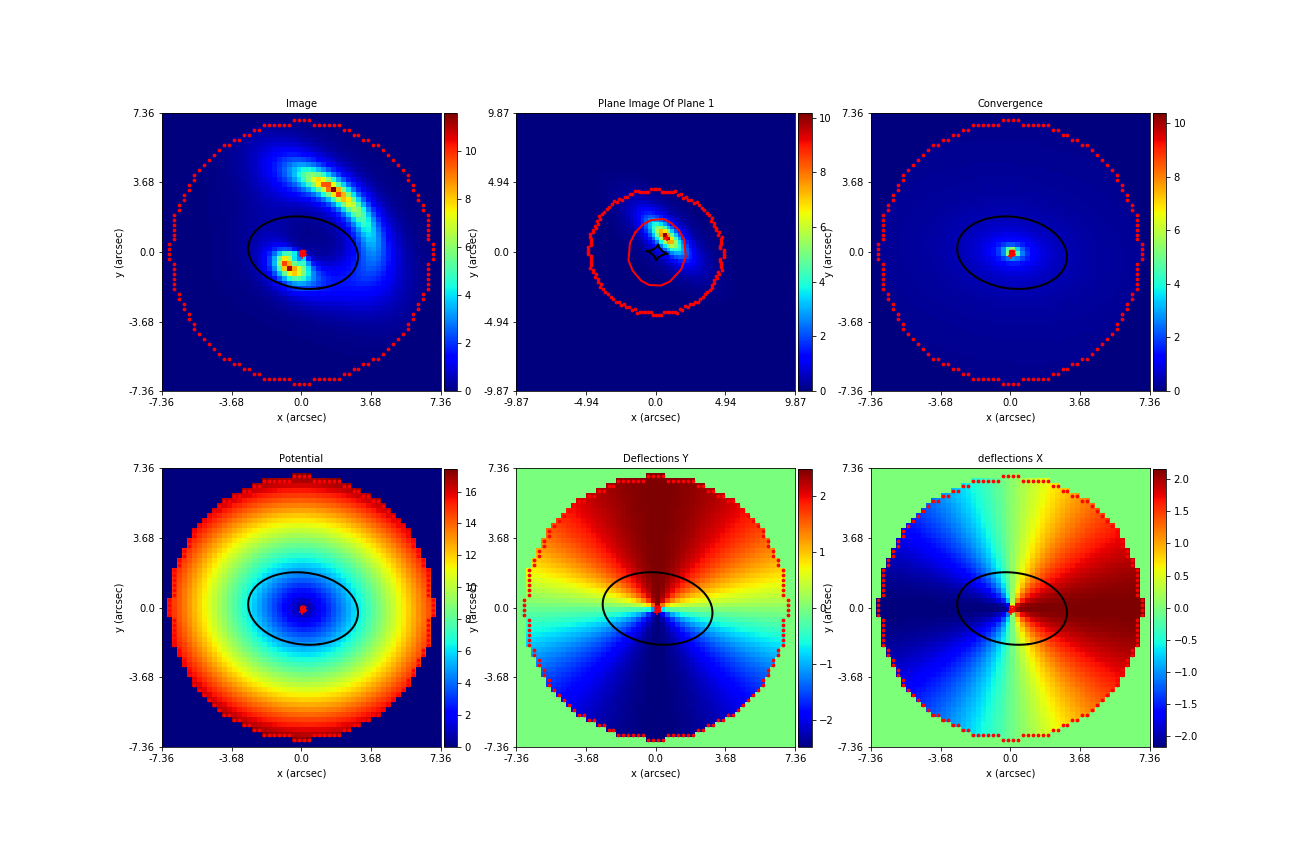 Image
Plane Image Of Plane 1
Convergence
7.36
3.68
0.0
-3.68
-7.36
y (arcsec)
-7.36 -3.68 0.0 3.68 7.36
x (arcsec)
10
8
6
4
2
0
9.87
4.94
0.0
-4.94
-9.87
y (arcsec)
-9.87 -4.94 0.0 4.94 9.87
x (arcsec)
10
8
6
4
2
0
7.36
3.68
0.0
-3.68
-7.36
y (arcsec)
-7.36 -3.68 0.0 3.68 7.36
x (arcsec)
10
8
6
4
2
0
Potential
Deflections Y
deflections X
7.36
3.68
0.0
-3.68
-7.36
y (arcsec)
-7.36 -3.68 0.0 3.68 7.36
x (arcsec)
16
14
12
10
8
6
4
2
0
7.36
3.68
0.0
-3.68
-7.36
y (arcsec)
-7.36 -3.68 0.0 3.68 7.36
x (arcsec)
2
1
0
−1
−2
7.36
3.68
0.0
-3.68
-7.36
y (arcsec)
-7.36 -3.68 0.0 3.68 7.36
x (arcsec)
2.0
1.5
1.0
0.5
0.0
−0.5
−1.0
−1.5
−2.0